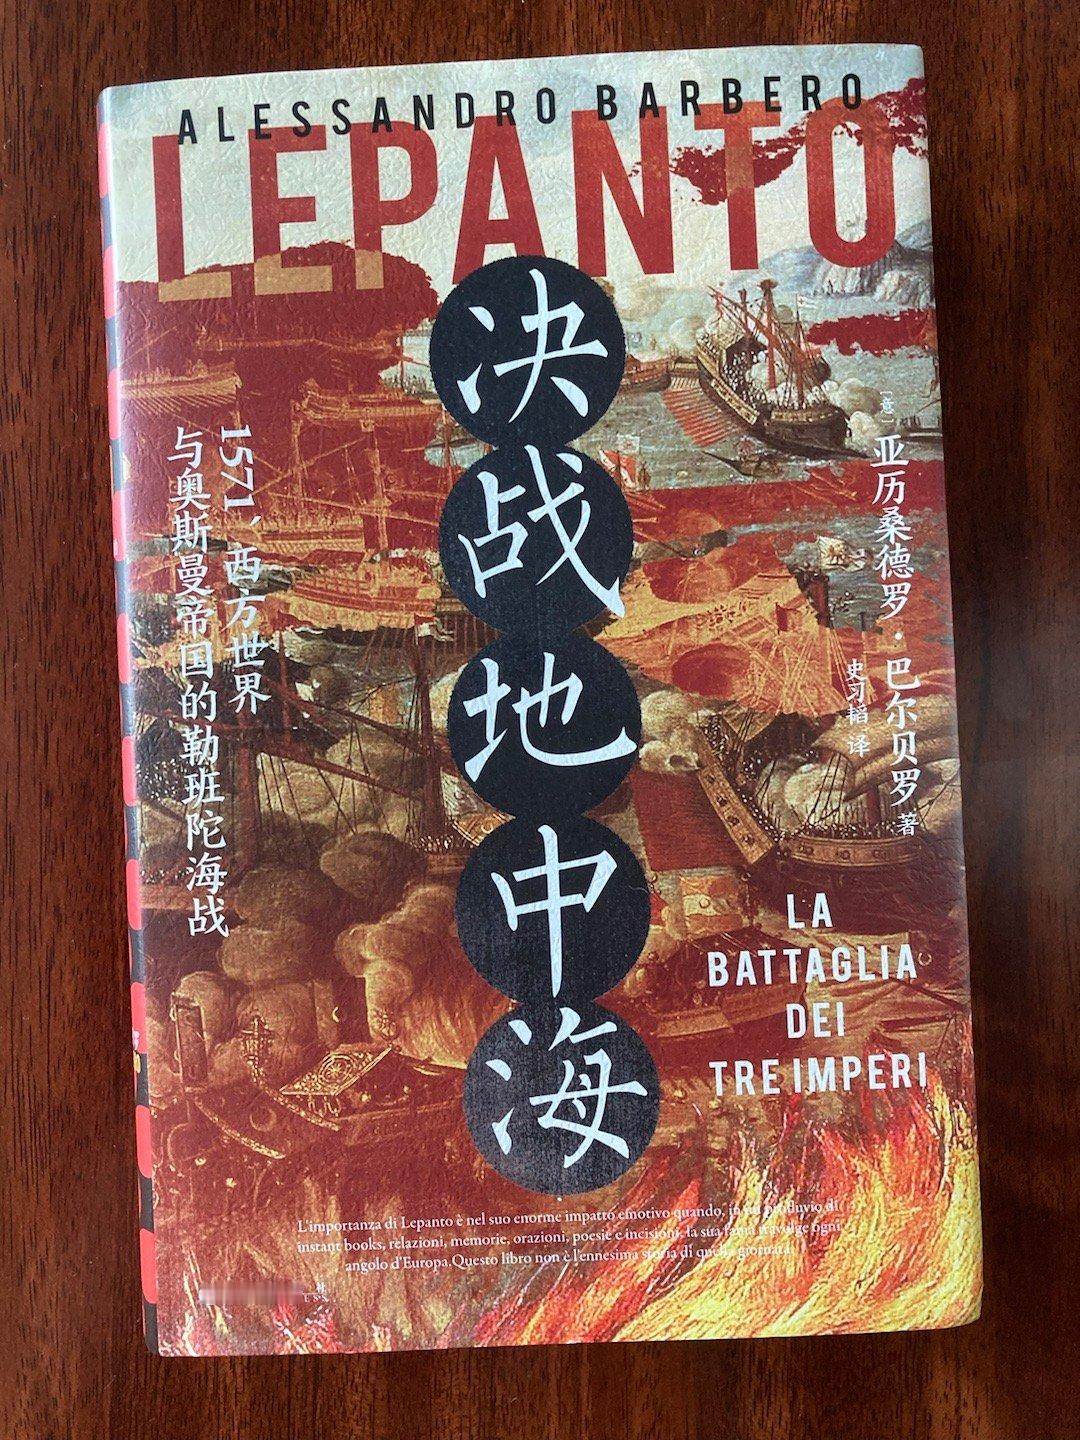 ALESSANDRO BARBERO
LEPANTO
决战地中海
1571、西方世界
与奥斯曼帝国的勒班陀海战
[意]亚历桑德罗·巴尔贝罗 著
史习韬 译
LA
BATTAGLIA
DEI
TRE IMPERI
L'importanza di Lepanto è nel suo enorme impatto emotivo quando, in un profluvio di
instant books, relazioni, memorie, orazioni, poesie e incisioni, la sua fama travolge ogni
angolo d'Europa.Questo libro non è l'ennesima storia di quella giornata.